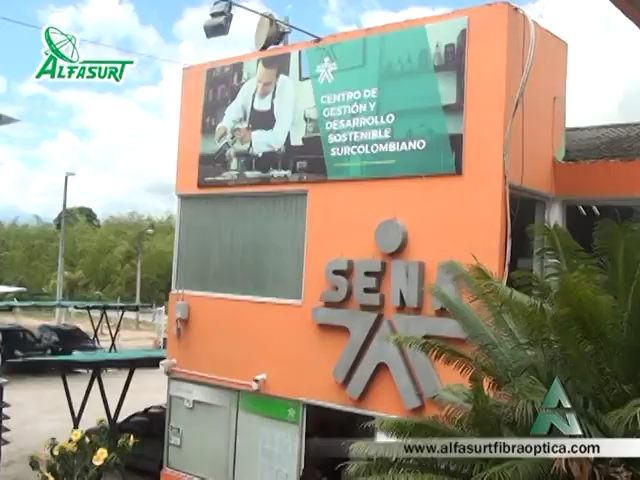 ALFASURT
CENTRO DE
GESTIÓN Y
DESARROLLO
SOSTENIBLE
SURCOLOMBIANO
SENA
www.alfasurtfibraoptica.com